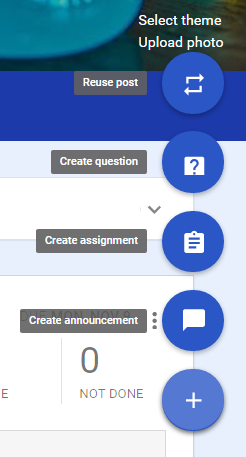 Select theme
Upload photo
Reuse post
Create question
Create assignment
Create announcement
0
NOT DONE